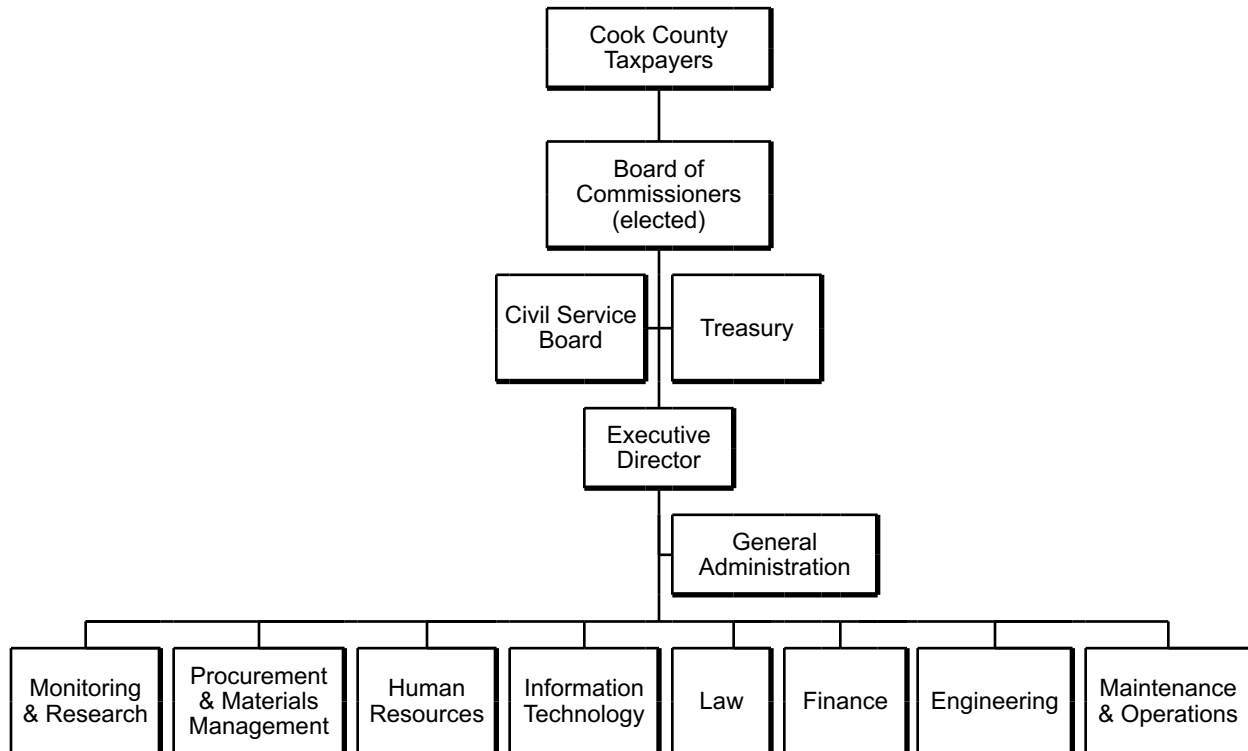 Cook County
Taxpayers
Board of
Commissioners
(elected)
Civil Service
Board
Treasury
Executive
Director
General
Administration
Monitoring
& Research
Procurement
& Materials
Management
Human
Resources
Information
Technology
Law
Finance
Engineering
Maintenance
& Operations